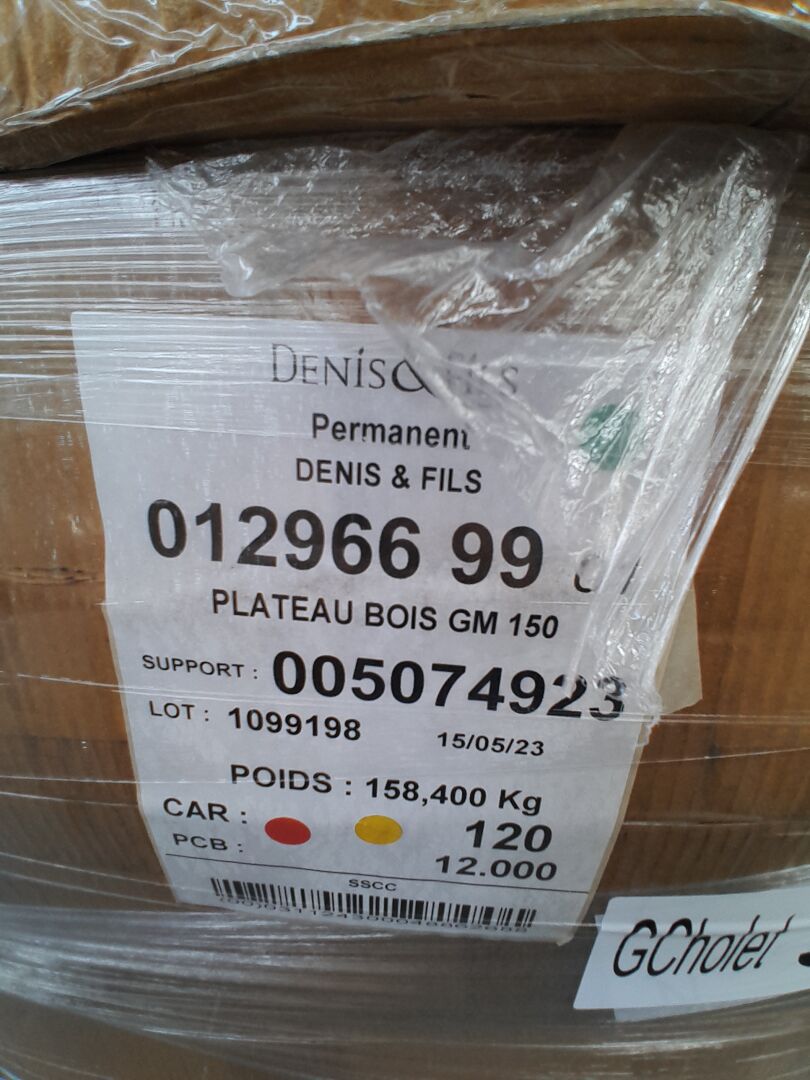 DENIS & FILS
Permanent
DENIS & FILS
012966 99
PLATEAU BOIS GM 150
SUPPORT : 005074923
LOT : 1099198 15/05/23
POIDS : 158,400 Kg
CAR : 120
PCB : 12.000
SSCC
GCholet